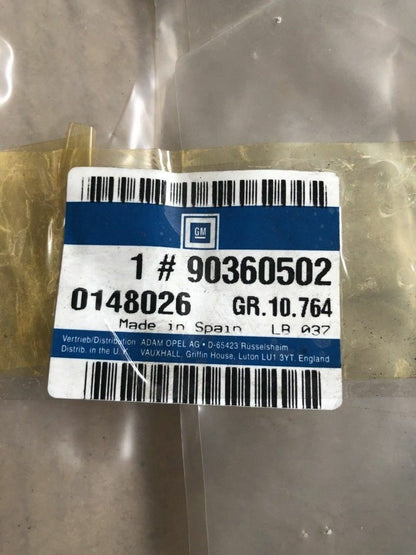 GM
1 # 90360502
0148026 GR.10.764
Made in Spain LB 037
Vertrieb/Distribution: ADAM OPEL AG • D-65423 Rüsselsheim
Distrib. in the U.K. VAUXHALL, Griffin House, Luton LU1 3YT, England